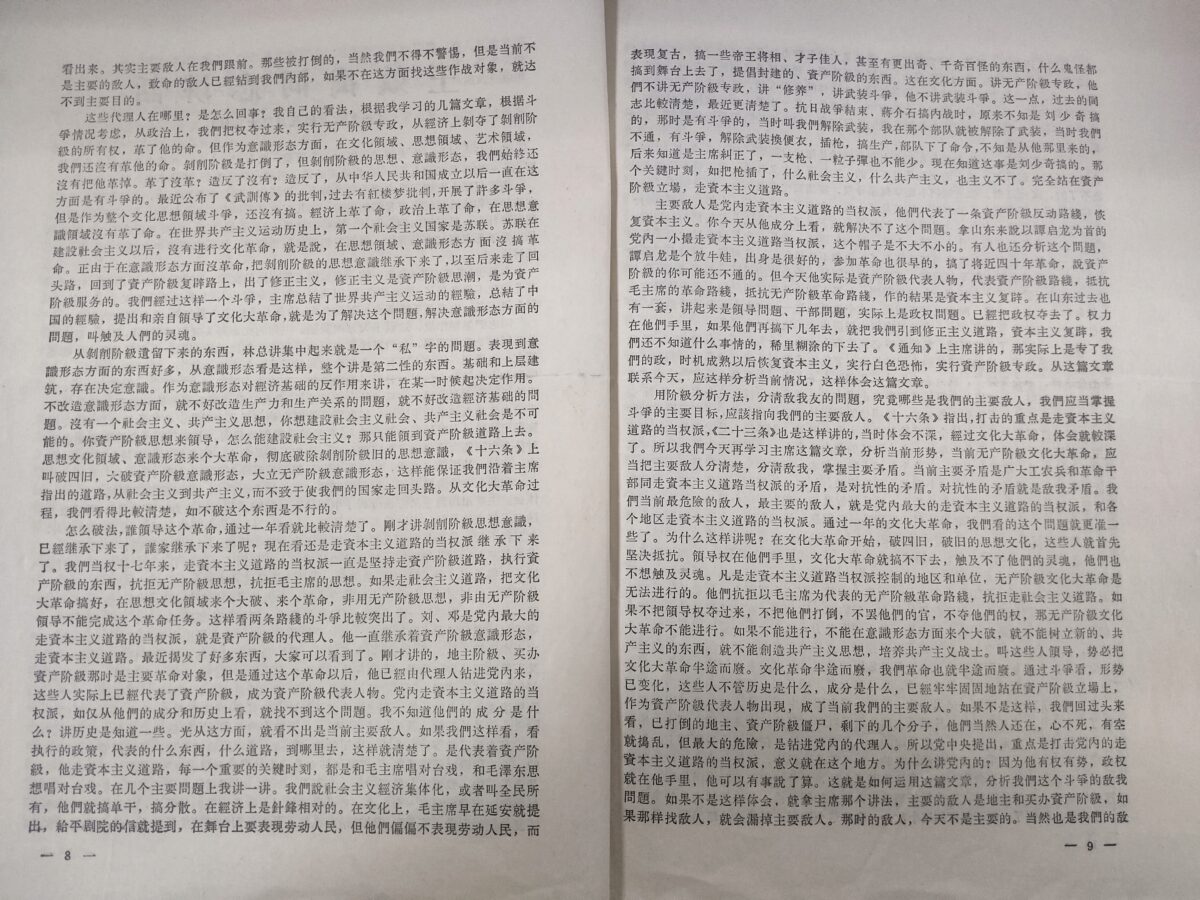 看出来。其实主要敌人在我們跟前。那些被打倒的，当然我們不得不警惕，但是当前不
是主要的敌人，致命的敌人已經钻到我們內部，如果不在这方面找这些作战对象，就达
不到主要目的。
这些代理人在哪里？是怎么回事？我自己的看法，根据我学习的几篇文章，根据斗
爭情况考虑，从政治上，我們把权夺过来，实行无产阶級专政，从經济上剝夺了剝削阶
級的所有权，革了他的命。但作为意識形态方面，在文化領域、思想領域、艺术領域，
我們还沒有革他的命。剝削阶級是打倒了，但剝削阶級的思想、意識形态，我們始終还
沒有把他革掉。革了沒革？造反了沒有？造反了，从中华人民共和国成立以后一直在这
方面是有斗爭的。最近公布了《武訓傳》的批判，过去有紅楼梦批判，开展了許多斗爭，
但是作为整个文化思想領域斗爭，还沒有搞。經济上革了命，政治上革了命，在思想意
識領域沒有革了命。在世界共产主义运动历史上，第一个社会主义国家是苏联。苏联在
建設社会主义以后，沒有进行文化革命，就是說，在思想領域、意識形态方面沒搞革
命。正由于在意識形态方面沒革命，把剝削阶級的思想意識继承下来了，以至后来走了回
头路，回到了資产阶級复辟路上，出了修正主义，修正主义是資产阶級思潮，是为資产
阶級服务的。我們經过这样一个斗爭，主席总結了世界共产主义运动的經驗，总結了中
国的經驗，提出和亲自領导了文化大革命，就是为了解决这个問題，解决意識形态方面的
問題，叫触及人們的灵魂。
从剝削阶級遺留下来的东西，林总讲集中起来就是一个“私”字的問題。表現到意
識形态方面的东西好多，从意識形态看是这样，整个讲是第二性的东西。基础和上层建
筑，存在决定意識。作为意識形态对經济基础的反作用来讲，在某一时候起决定作用。
不改造意識形态方面，就不好改造生产力和生产关系的問題，就不好改造經济基础的問
題。沒有一个社会主义、共产主义思想，你想建設社会主义社会、共产主义社会是不可
能的。你資产阶級思想来領导，怎么能建設社会主义？那只能領到資产阶級道路上去。
思想文化領域、意識形态来个大革命，彻底破除剝削阶級旧的思想意識，《十六条》上
叫破四旧，大破資产阶級意識形态，大立无产阶級意識形态，这样能保证我們沿着主席
指出的道路，从社会主义到共产主义，而不致于使我們的国家走回头路。从文化大革命过
程，我們看得比較清楚，如不破这个东西是不行的。
怎么破法，誰領导这个革命，通过一年看就比較清楚了。刚才讲剝削阶級思想意識，
已經继承下来了，誰家继承下来了呢？現在看还是走資本主义道路的当权派继承下来
了。我們当权十七年来，走資本主义道路的当权派一直是坚持走資产阶級道路，执行資
产阶級的东西，抗拒无产阶級思想，抗拒毛主席的思想。如果走社会主义道路，把文化
大革命搞好，在思想文化領域来个大破、来个革命，非用无产阶級思想，非由无产阶級
領导不能完成这个革命任务。这样看两条路綫的斗爭比較突出了。刘、邓是党內最大的
走資本主义道路的当权派，就是資产阶級的代理人。他一直继承着資产阶級意識形态，
走資本主义道路。最近揭发了好多东西，大家可以看到了。刚才讲的，地主阶級、买办
資产阶級那时是主要革命对象，但是通过这个革命以后，他已經由代理人钻进党內来，
这些人实际上已經代表了資产阶級，成为資产阶級代表人物。党內走資本主义道路的当
权派，如仅从他們的成分和历史上看，就找不到这个問題。我不知道他們的成分是什
么？讲历史是知道一些。光从这方面，就看不出是当前主要敌人。如果我們这样看，看
执行的政策，代表的什么东西，什么道路，到哪里去，这样就清楚了。是代表着資产阶
級，他走資本主义道路，每一个重要的关键时刻，都是和毛主席唱对台戏，和毛澤东思
想唱对台戏。在几个主要問題上我讲一讲。我們說社会主义經济集体化，或者叫全民所
有，他們就搞单干，搞分散。在經济上是針鋒相对的。在文化上，毛主席早在延安就提
出，給平剧院的信就提到，在舞台上要表現劳动人民，但他們偏偏不表現劳动人民，而
— 8 —
表現复古，搞一些帝王将相、才子佳人，甚至有更出奇、千奇百怪的东西，什么鬼怪都
搞到舞台上去了，提倡封建的、資产阶級的东西。这在文化方面。讲无产阶級专政，他
們不讲无产阶級专政，讲“修养”，讲武装斗爭，他不讲武装斗爭。这一点，过去的同
志比較清楚，最近更清楚了。抗日战爭結束、蔣介石搞內战时，原来不知是刘少奇搞
的，那时是有斗爭的，当时叫我們解除武装，我在那个部队就被解除了武装，当时我們
不通，有斗爭，解除武装換便衣，插枪，搞生产，部队下了命令，不知是从他那里来的，
后来知道是主席糾正了，一支枪、一粒子彈也不能少。現在知道这事是刘少奇搞的。那
个关键时刻，如把枪插了，什么社会主义，什么共产主义，也主义不了。完全站在資产
阶級立場，走資本主义道路。
主要敌人是党內走資本主义道路的当权派，他們代表了一条資产阶級反动路綫，恢
复資本主义。你今天从他成分上看，就解决不了这个問題。拿山东来說以譚启龙为首的
党內一小撮走資本主义道路当权派，这个帽子是不大不小的。有人也还分析这个問題，
譚启龙是个放牛娃，出身是很好的，参加革命也很早的，搞了将近四十年革命，說資产
阶級的你可能还不通的。但今天他实际是資产阶級代表人物，代表資产阶級路綫，抵抗
毛主席的革命路綫，抵抗无产阶級革命路綫，作的結果是資本主义复辟。在山东过去也
有一套，讲起来是領导問題、干部問題，实际上是政权問題。已經把政权夺去了。权力
在他們手里，如果他們再搞下几年去，就把我們引到修正主义道路，資本主义复辟，我
們还不知道什么事情的，稀里糊涂的下去了。《通知》上主席讲的，那实际上是专了我
們的政，时机成熟以后恢复資本主义，实行白色恐怖，实行資产阶級专政。从这篇文章
联系今天，应这样分析当前情况，这样体会这篇文章。
用阶級分析方法，分清敌我友的問題，究竟哪些是我們的主要敌人，我們应当掌握
斗爭的主要目标，应該指向我們的主要敌人。《十六条》指出，打击的重点是走資本主义
道路的当权派，《二十三条》也是这样讲的，当时体会不深，經过文化大革命，体会就較深
了。所以我們今天再学习主席这篇文章，分析当前形势，当前无产阶級文化大革命，应
当把主要敌人分清楚，分清敌我，掌握主要矛盾。当前主要矛盾是广大工农兵和革命干
部同走資本主义道路当权派的矛盾，是对抗性的矛盾。对抗性的矛盾就是敌我矛盾。我
們当前最危險的敌人，最主要的敌人，就是党內最大的走資本主义道路的当权派，和各
个地区走資本主义道路的当权派。通过一年的文化大革命，我們看的这个問題就更准一
些了。为什么这样讲呢？在文化大革命开始，破四旧，破旧的思想文化，这些人就首先
坚决抵抗。領导权在他們手里，文化大革命就搞不下去，触及不了他們的灵魂，他們也
不想触及灵魂。凡是走資本主义道路当权派控制的地区和单位，无产阶級文化大革命是
无法进行的。他們抗拒以毛主席为代表的无产阶級革命路綫，抗拒走社会主义道路。如
果不把領导权夺过来，不把他們打倒，不罢他們的官，不夺他們的权，那无产阶級文化
大革命不能进行。如果不能进行，不能在意識形态方面来个大破，就不能树立新的、共
产主义的东西，就不能創造共产主义思想，培养共产主义战士。叫这些人領导，势必把
文化大革命半途而廢。文化革命半途而廢，我們革命也就半途而廢。通过斗爭看，形势
已变化，这些人不管历史是什么，成分是什么，已經牢牢固固地站在資产阶級立場上，
作为資产阶級代表人物出現，成了当前我們的主要敌人。如果不是这样，我們回过头来
看，已打倒的地主、資产阶級僵尸，剩下的几个分子，他們当然人还在，心不死，有空
就搗乱，但最大的危險，是钻进党內的代理人。所以党中央提出，重点是打击党內的走
資本主义道路的当权派，意义就在这个地方。为什么讲党內的？因为他有权有势，政权
就在他手里，他可以有事說了算。这就是如何运用这篇文章，分析我們这个斗爭的敌我
問題。如果不是这样体会，就拿主席那个讲法，主要的敌人是地主和买办資产阶級，如
果那样找敌人，就会漏掉主要敌人。那时的敌人，今天不是主要的。当然也是我們的敌
— 9 —